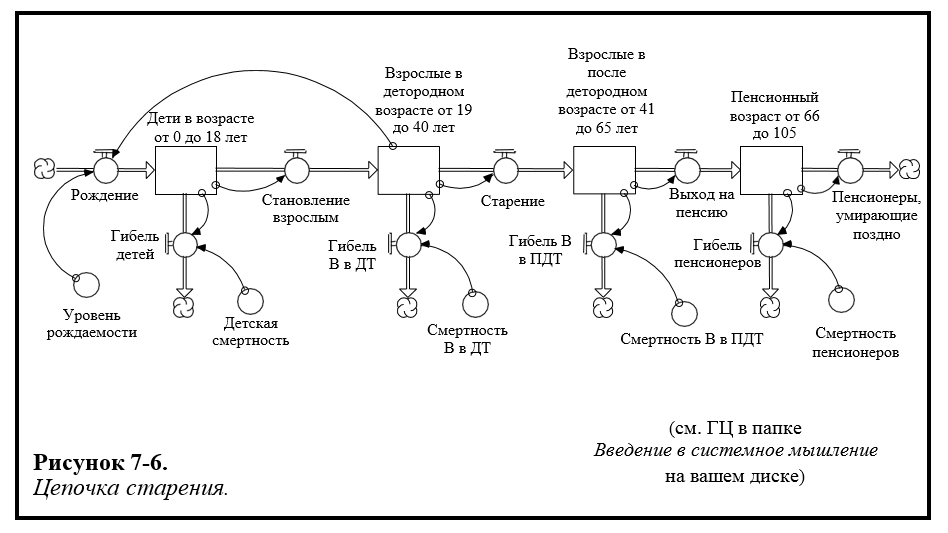 Взрослые в
детородном
возрасте от 19
до 40 лет
Взрослые в
после
детородном
возрасте от 41
до 65 лет
Пенсионный
возраст от 66
до 105
Дети в возрасте
от 0 до 18 лет
Рождение
Становление
взрослым
Старение
Выход на
пенсию
Пенсионеры,
умирающие
поздно
Гибель
детей
Гибель
В в ДТ
Гибель В
в ПДТ
Гибель
пенсионеров
Уровень
рождаемости
Детская
смертность
Смертность
В в ДТ
Смертность В в ПДТ
Смертность
пенсионеров
(см. ГЦ в папке
Введение в системное мышление
на вашем диске)
Рисунок 7-6.
Цепочка старения.